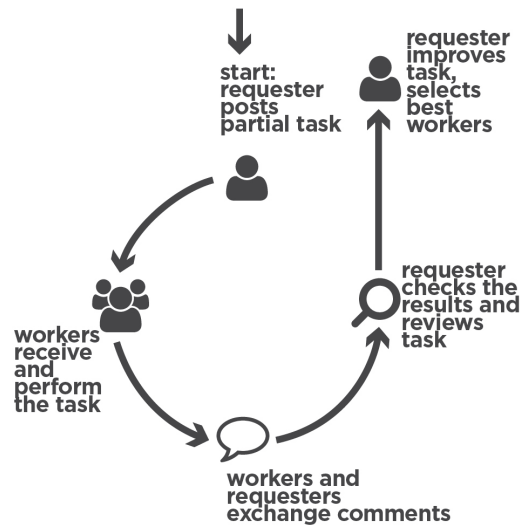 start:
requester
posts
partial task
workers
receive
and
perform
the task
workers and
requesters
exchange comments
requester
checks the
results and
reviews
task
requester
improves
task,
selects
best
workers